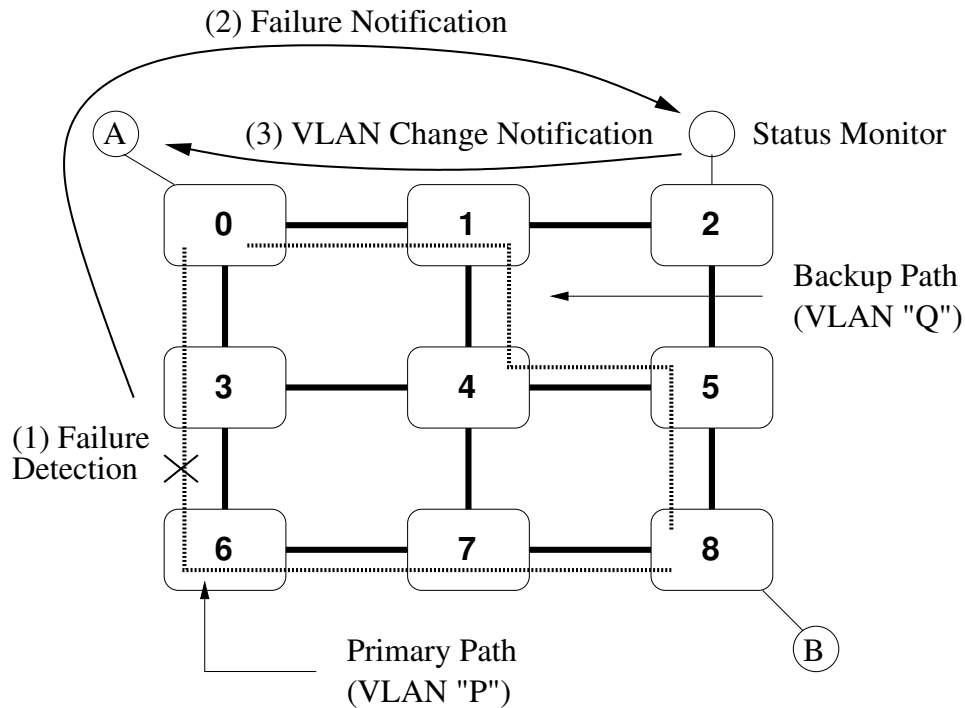 (2) Failure Notification
A
(3) VLAN Change Notification
Status Monitor
0
1
2
Backup Path
(VLAN "Q")
3
4
5
(1) Failure
Detection
6
7
8
B
Primary Path
(VLAN "P")